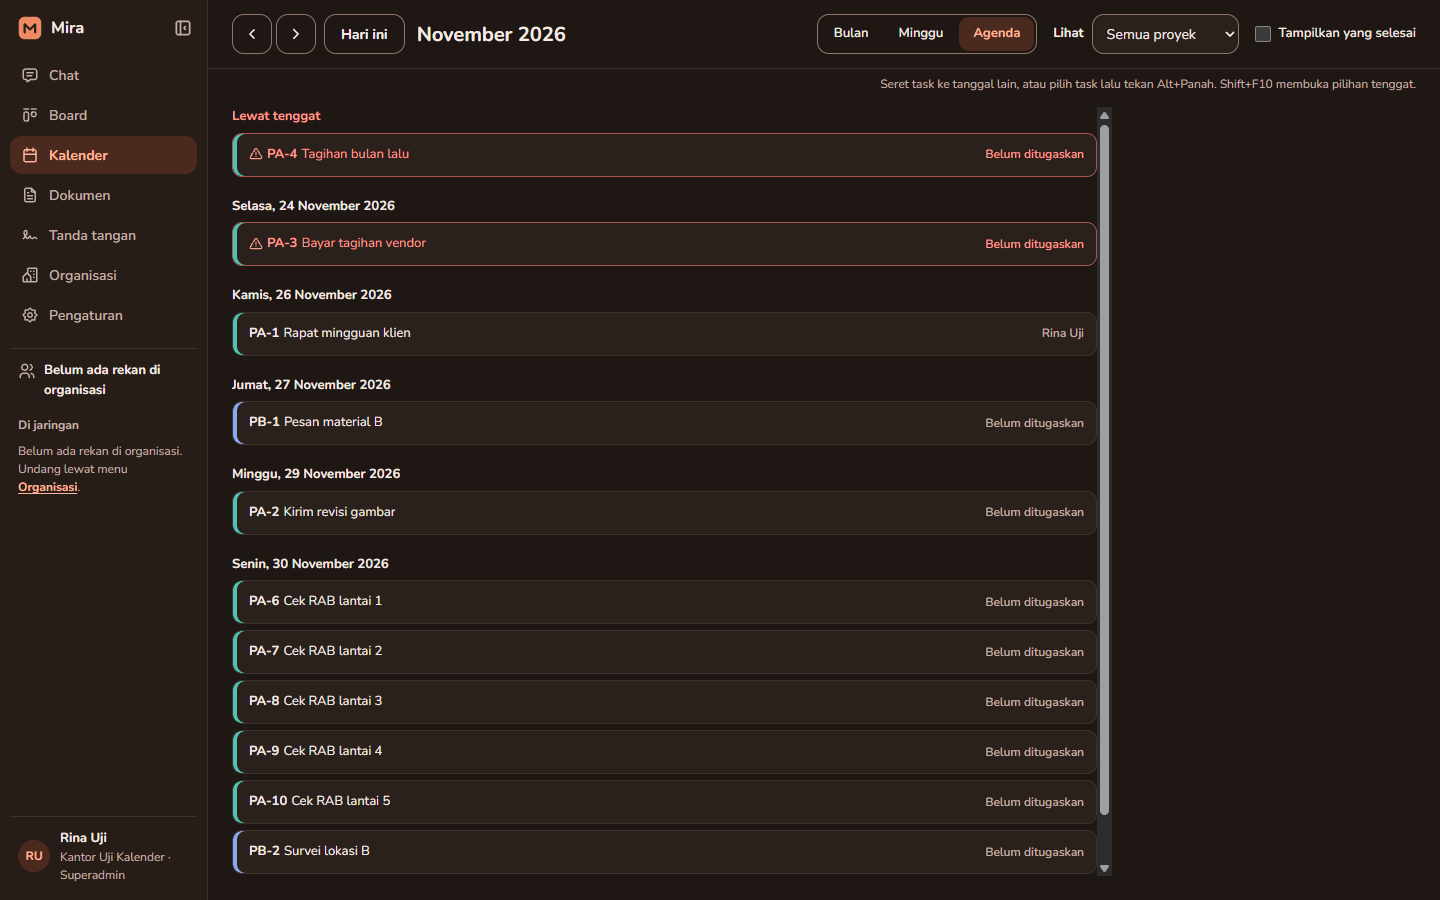 Mira
Chat
Board
Kalender
Dokumen
Tanda tangan
Organisasi
Pengaturan
Belum ada rekan di
organisasi
Di jaringan
Belum ada rekan di organisasi.
Undang lewat menu
Organisasi.
RU
Rina Uji
Kantor Uji Kalender ·
Superadmin
Hari ini
November 2026
Bulan Minggu Agenda
Lihat Semua proyek
Tampilkan yang selesai
Seret task ke tanggal lain, atau pilih task lalu tekan Alt+Panah. Shift+F10 membuka pilihan tenggat.
Lewat tenggat
PA-4 Tagihan bulan lalu Belum ditugaskan
Selasa, 24 November 2026
PA-3 Bayar tagihan vendor Belum ditugaskan
Kamis, 26 November 2026
PA-1 Rapat mingguan klien Rina Uji
Jumat, 27 November 2026
PB-1 Pesan material B Belum ditugaskan
Minggu, 29 November 2026
PA-2 Kirim revisi gambar Belum ditugaskan
Senin, 30 November 2026
PA-6 Cek RAB lantai 1 Belum ditugaskan
PA-7 Cek RAB lantai 2 Belum ditugaskan
PA-8 Cek RAB lantai 3 Belum ditugaskan
PA-9 Cek RAB lantai 4 Belum ditugaskan
PA-10 Cek RAB lantai 5 Belum ditugaskan
PB-2 Survei lokasi B Belum ditugaskan